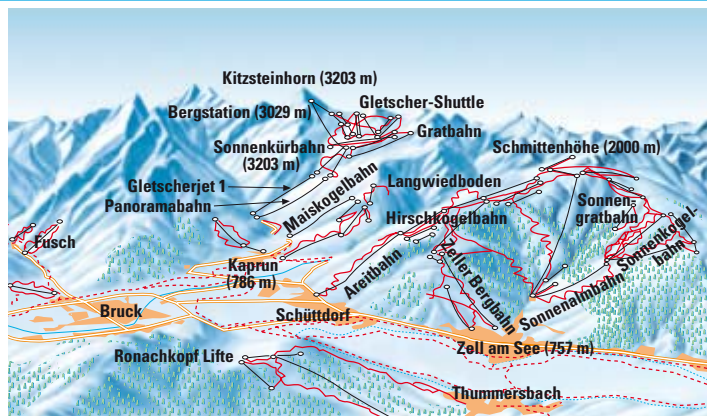 Kitzsteinhorn (3203 m)
Bergstation (3029 m)
Gletscher-Shuttle
Gratbahn
Sonnenkürbahn
(3203 m)
Schmittenhöhe (2000 m)
Gletscherjet 1
Panoramabahn
Maiskogelbahn
Langwiedboden
Hirschkogelbahn
Sonnen-
gratbahn
Sonnenkogel-
bahn
Fusch
Kaprun
(786 m)
Areitbahn
Zeller Bergbahn
Sonnenalmbahn
Bruck
Schüttdorf
Zell am See (757 m)
Ronachkopf Lifte
Thummersbach